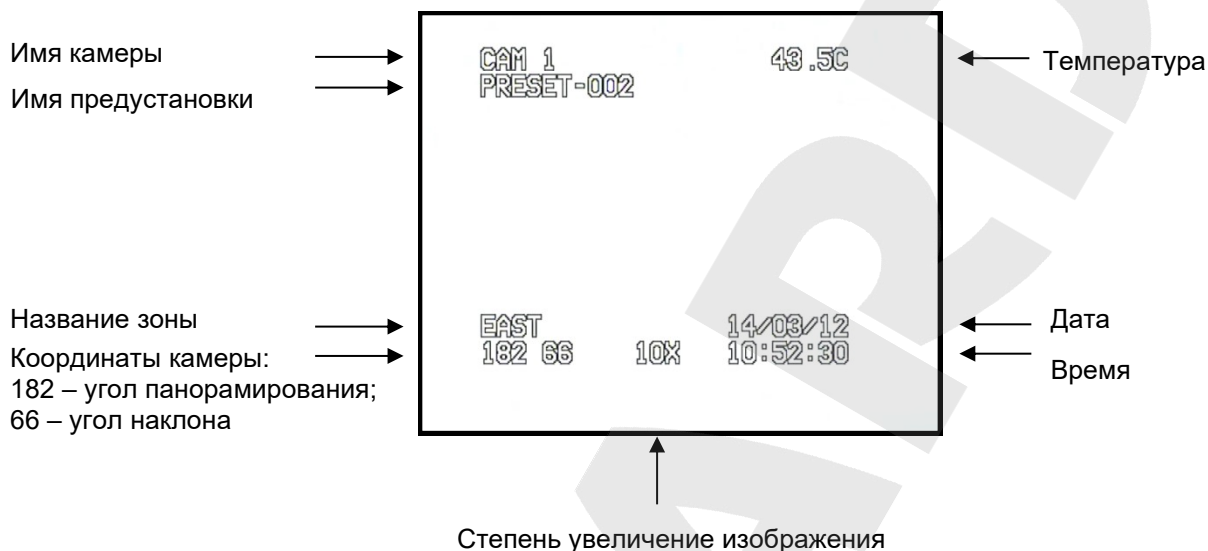 Имя камеры
CAM 1
43.5C
Температура
Имя предустановки
PRESET-002
Название зоны
EAST
14/03/12
Дата
Координаты камеры:
182 – угол панорамирования;
66 – угол наклона
182 66
10X
10:52:30
Время
Степень увеличение изображения